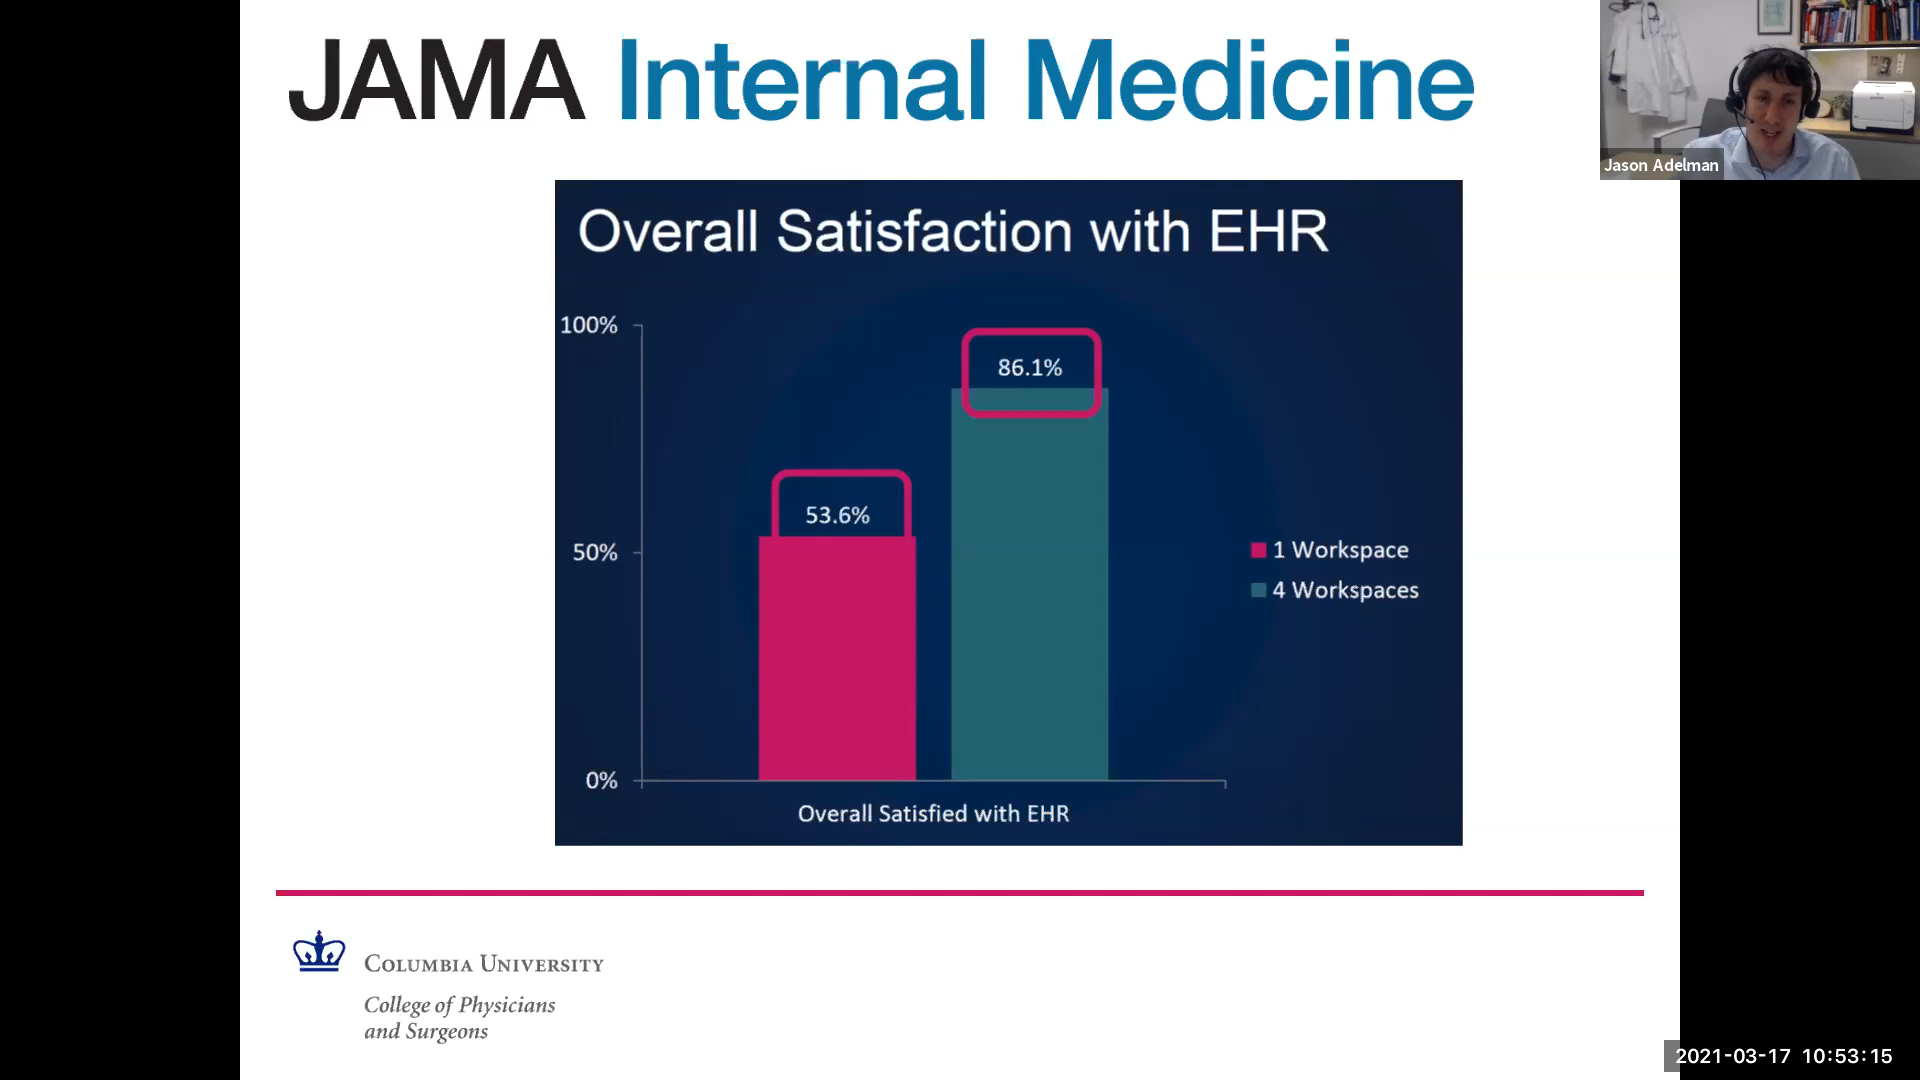 JAMA Internal Medicine
Jason Adelman
Overall Satisfaction with EHR
100%
86.1%
53.6%
50%
1 Workspace
4 Workspaces
0%
Overall Satisfied with EHR
COLUMBIA UNIVERSITY
College of Physicians
and Surgeons
2021-03-17 10:53:15